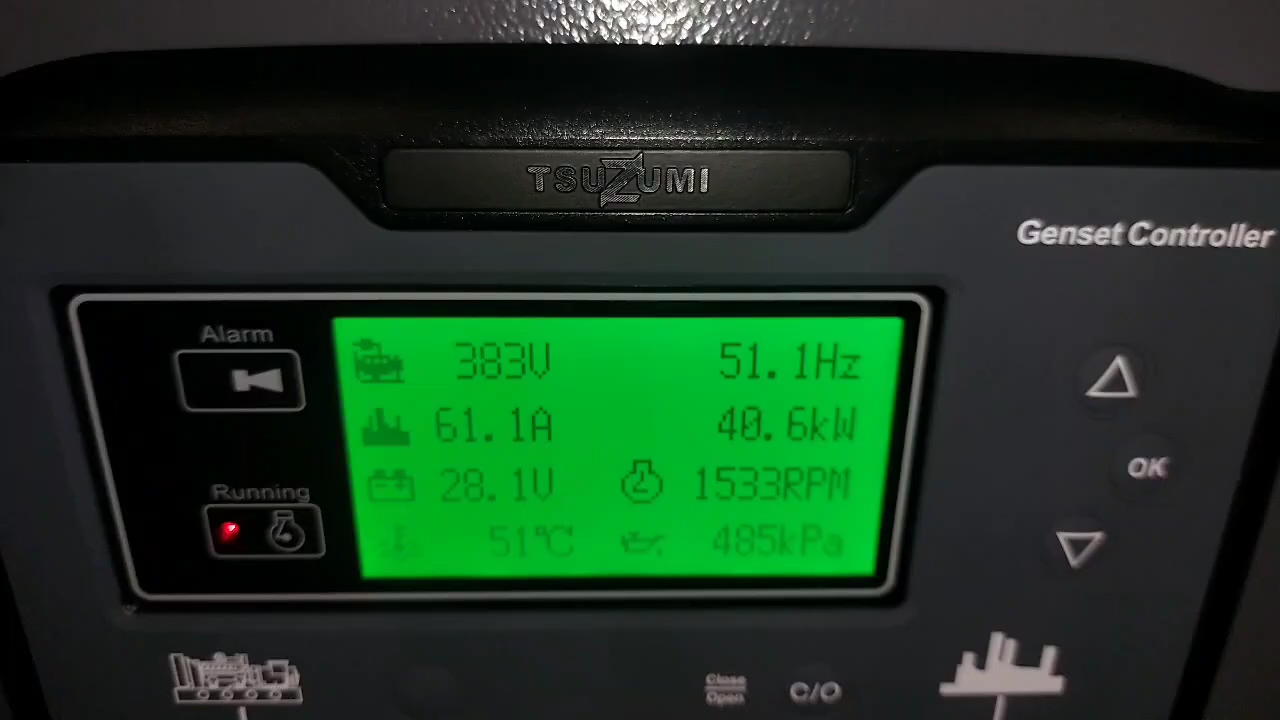 TSUZUMI
Genset Controller
Alarm
383V 51.1Hz
61.1A 40.6kW
OK
Running
28.1V 1533RPM
51°C 485kPa
Close
Open
C/O